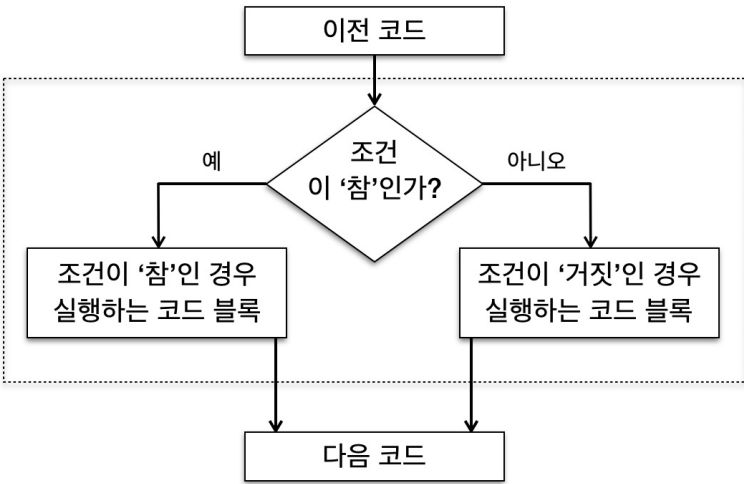 이전 코드
조건
이 ‘참’인가?
예
아니오
조건이 ‘참’인 경우
실행하는 코드 블록
조건이 ‘거짓’인 경우
실행하는 코드 블록
다음 코드